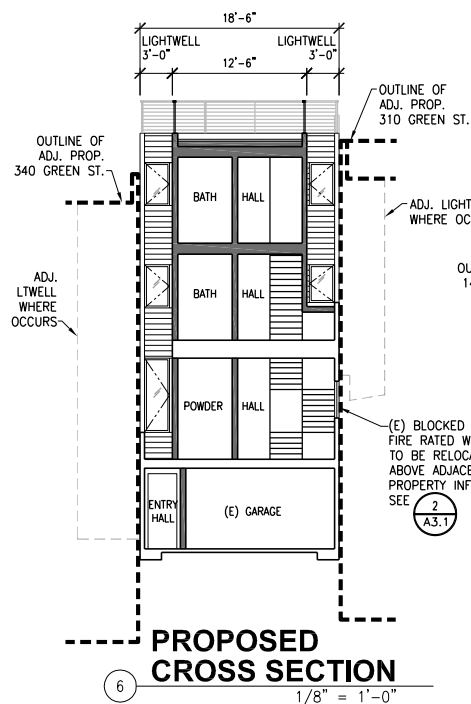 18'-6"
LIGHTWELL
3'-0"
12'-6"
LIGHTWELL
3'-0"
OUTLINE OF
ADJ. PROP.
310 GREEN ST.
OUTLINE OF
ADJ. PROP.
340 GREEN ST.
BATH
HALL
ADJ. LIGHT
WHERE OC
OU
14
ADJ.
LTWELL
WHERE
OCCURS
BATH
HALL
POWDER
HALL
(E) BLOCKED
FIRE RATED W
TO BE RELOCA
ABOVE ADJACE
PROPERTY INF
SEE
2
A3.1
ENTRY
HALL
(E) GARAGE
PROPOSED
CROSS SECTION
6
1/8" = 1'-0"